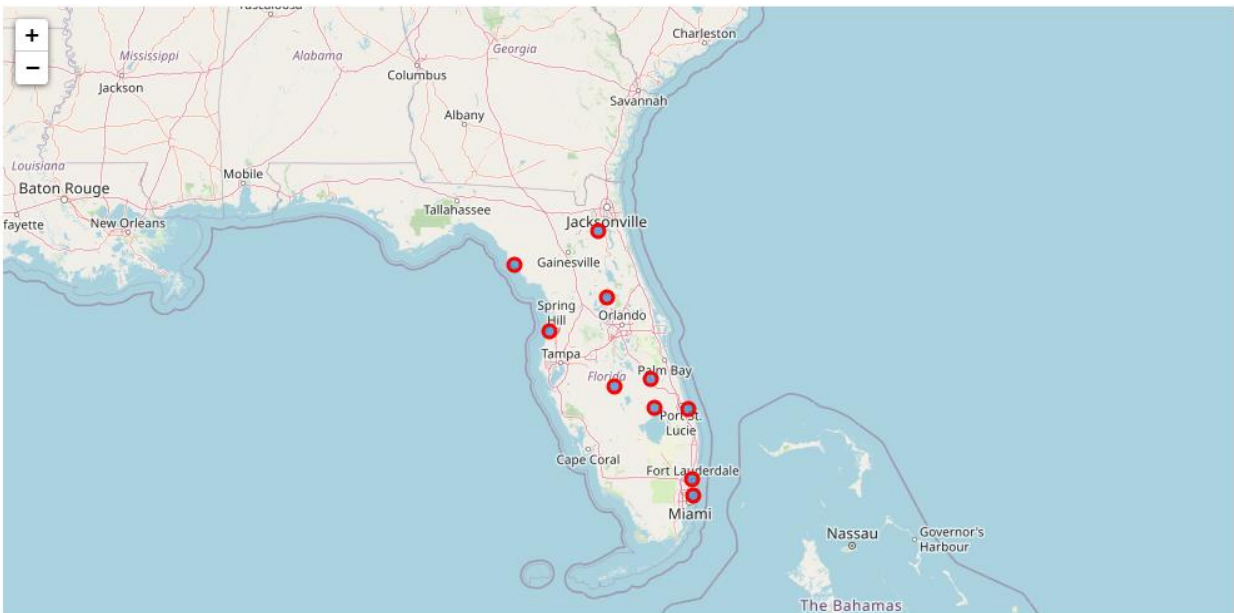 Tuscaloosa
Charleston
+
−
Mississippi
Alabama
Georgia
Columbus
Jackson
Savannah
Albany
Louisiana
Mobile
Baton Rouge
Tallahassee
fayette
New Orleans
Jacksonville
Gainesville
Spring
Hill
Orlando
Tampa
Palm Bay
Florida
Port St.
Lucie
Cape Coral
Fort Lauderdale
Miami
Nassau
Governor's
Harbour
The Bahamas